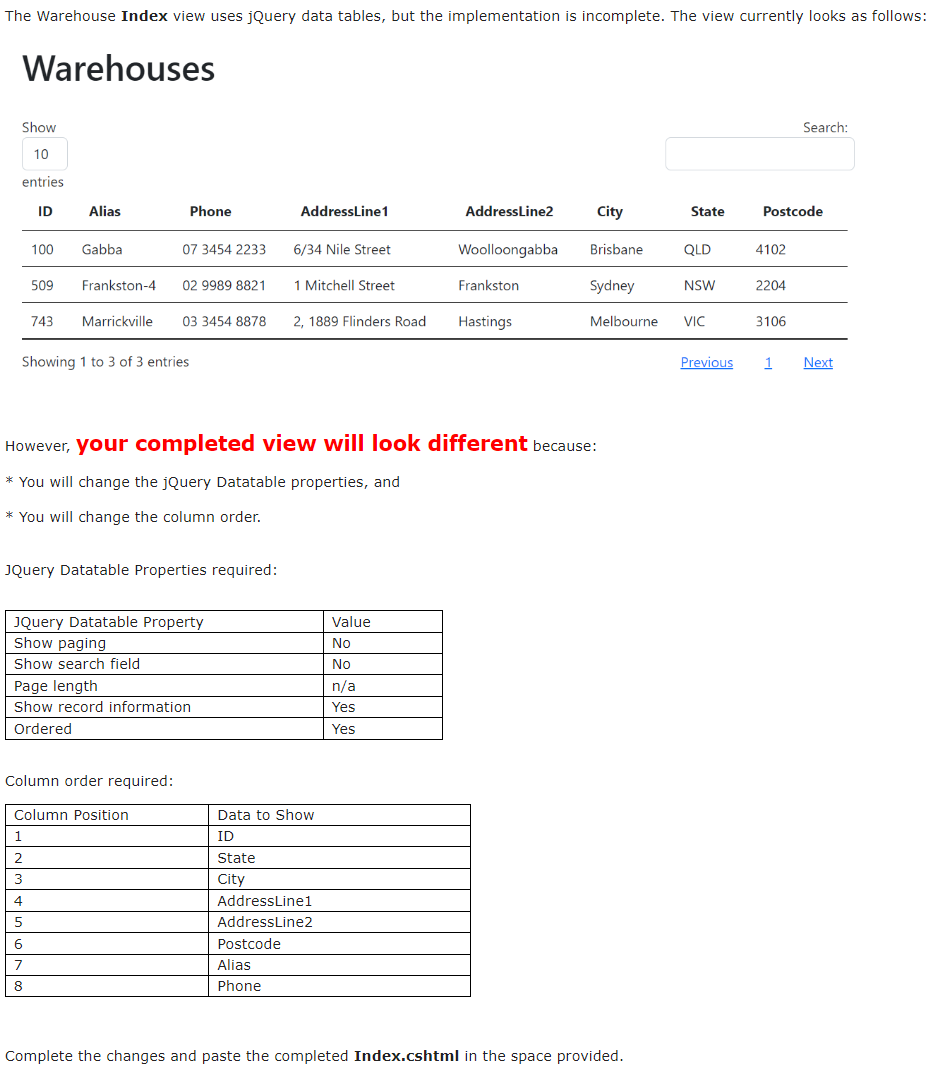 The Warehouse Index view uses jQuery data tables, but the implementation is incomplete. The view currently looks as follows:
Warehouses
Show
Search:
10
entries
ID Alias Phone AddressLine1 AddressLine2 City State Postcode
100 Gabba 07 3454 2233 6/34 Nile Street Woolloongabba Brisbane QLD 4102
509 Frankston-4 02 9989 8821 1 Mitchell Street Frankston Sydney NSW 2204
743 Marrickville 03 3454 8878 2, 1889 Flinders Road Hastings Melbourne VIC 3106
Showing 1 to 3 of 3 entries Previous 1 Next
However, your completed view will look different because:
* You will change the jQuery Datatable properties, and
* You will change the column order.
JQuery Datatable Properties required:
JQuery Datatable Property Value
Show paging No
Show search field No
Page length n/a
Show record information Yes
Ordered Yes
Column order required:
Column Position Data to Show
1 ID
2 State
3 City
4 AddressLine1
5 AddressLine2
6 Postcode
7 Alias
8 Phone
Complete the changes and paste the completed Index.cshtml in the space provided.